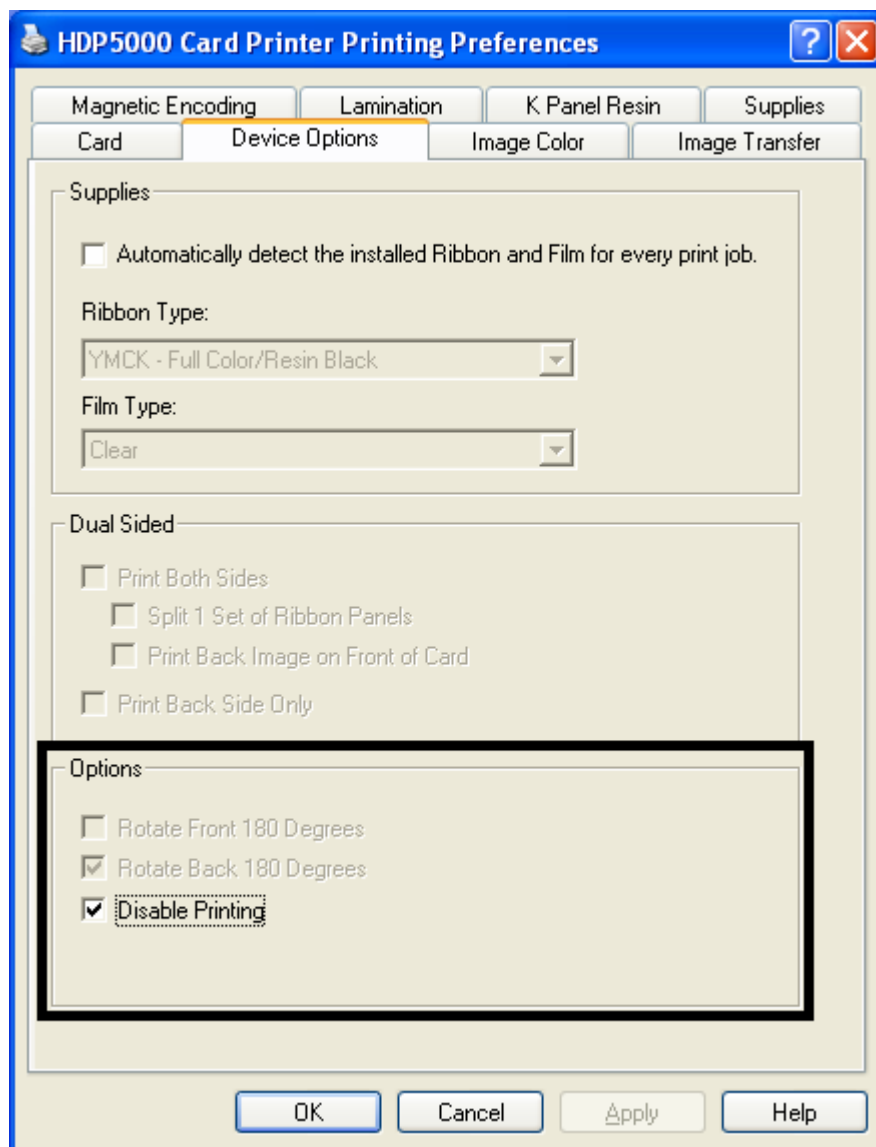 HDP5000 Card Printer Printing Preferences
Magnetic Encoding Lamination K Panel Resin Supplies
Card Device Options Image Color Image Transfer
Supplies
Automatically detect the installed Ribbon and Film for every print job.
Ribbon Type:
YMCK - Full Color/Resin Black
Film Type:
Clear
Dual Sided
Print Both Sides
Split 1 Set of Ribbon Panels
Print Back Image on Front of Card
Print Back Side Only
Options
Rotate Front 180 Degrees
Rotate Back 180 Degrees
Disable Printing
OK Cancel Apply Help